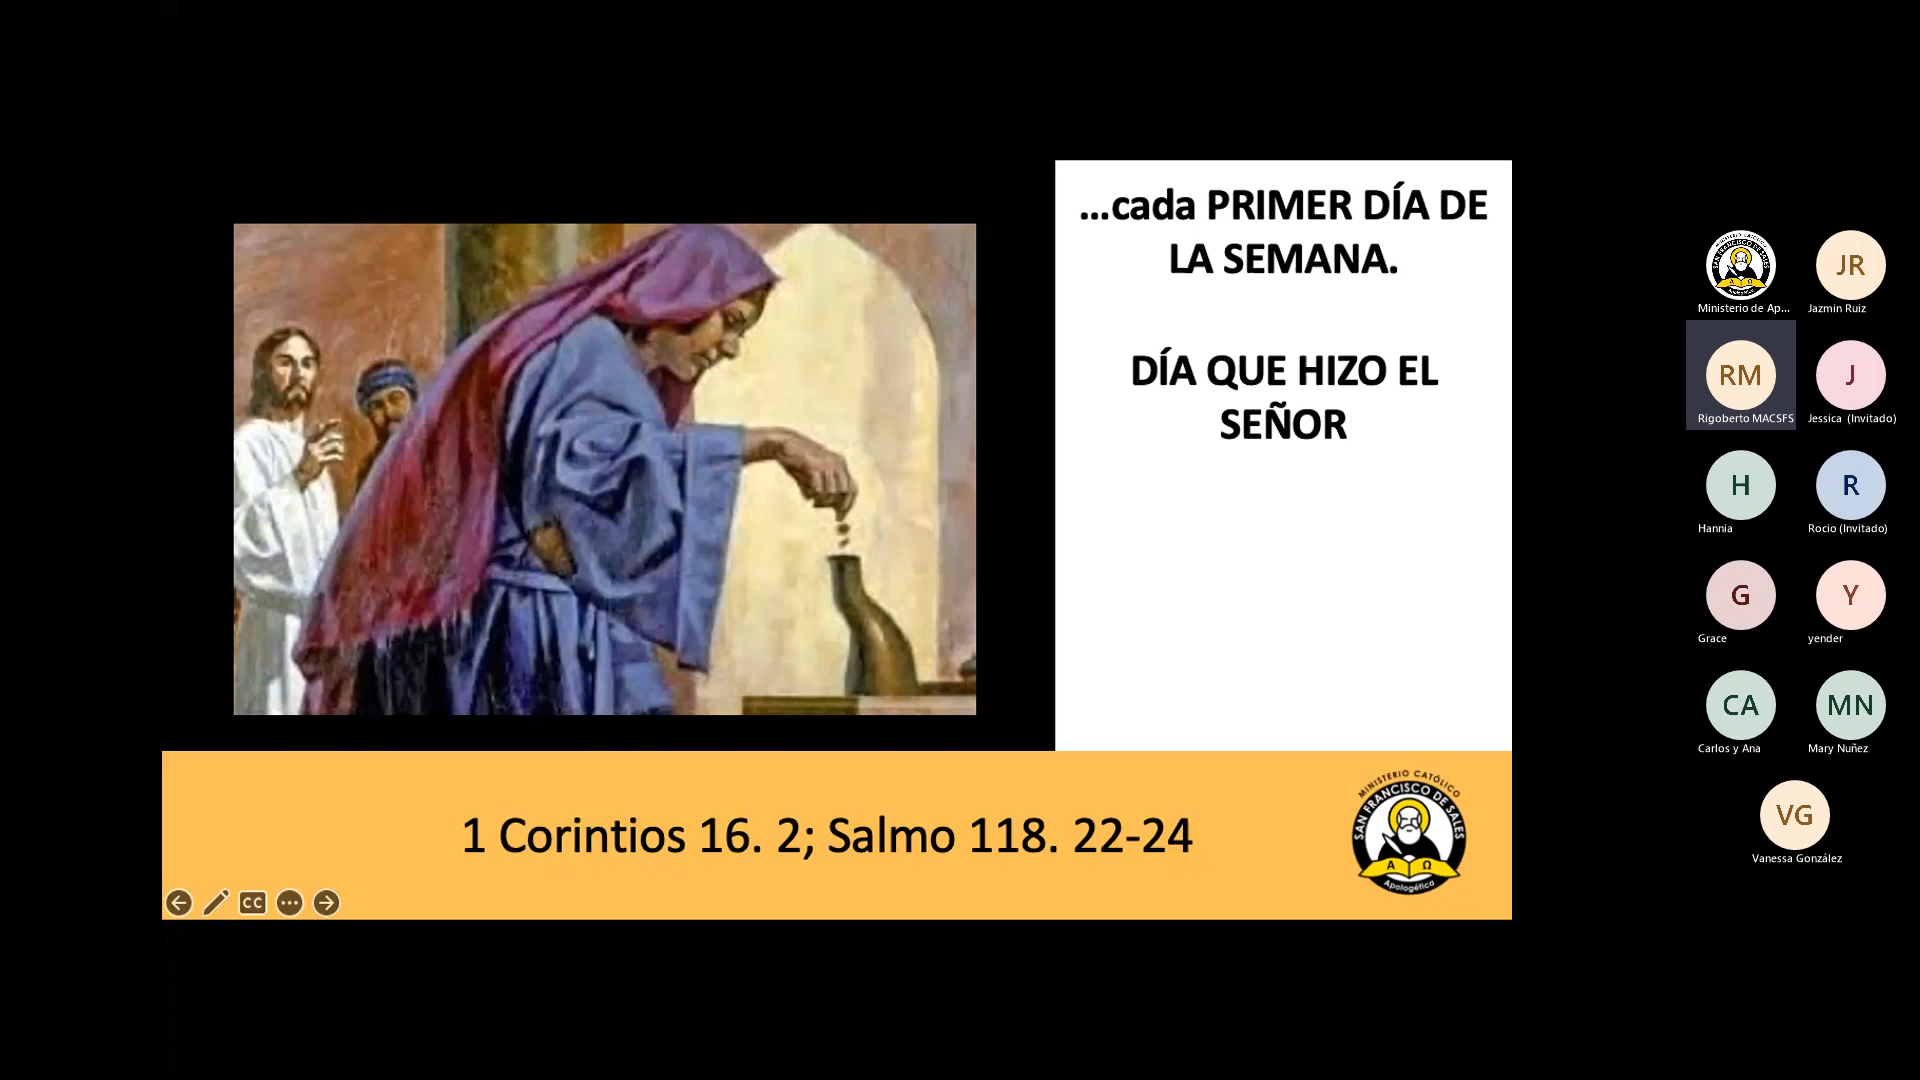 ...cada PRIMER DÍA DE
LA SEMANA.
DÍA QUE HIZO EL
SEÑOR
1 Corintios 16. 2; Salmo 118. 22-24
MINISTERIO CATÓLICO
SAN FRANCISCO DE SALES
Α Ω
Apologética
CC
Ministerio de Ap...
JR
Jazmin Ruiz
RM
Rigoberto MACSFS
J
Jessica (Invitado)
H
Hannia
R
Rocio (Invitado)
G
Grace
Y
yender
CA
Carlos y Ana
MN
Mary Nuñez
VG
Vanessa González